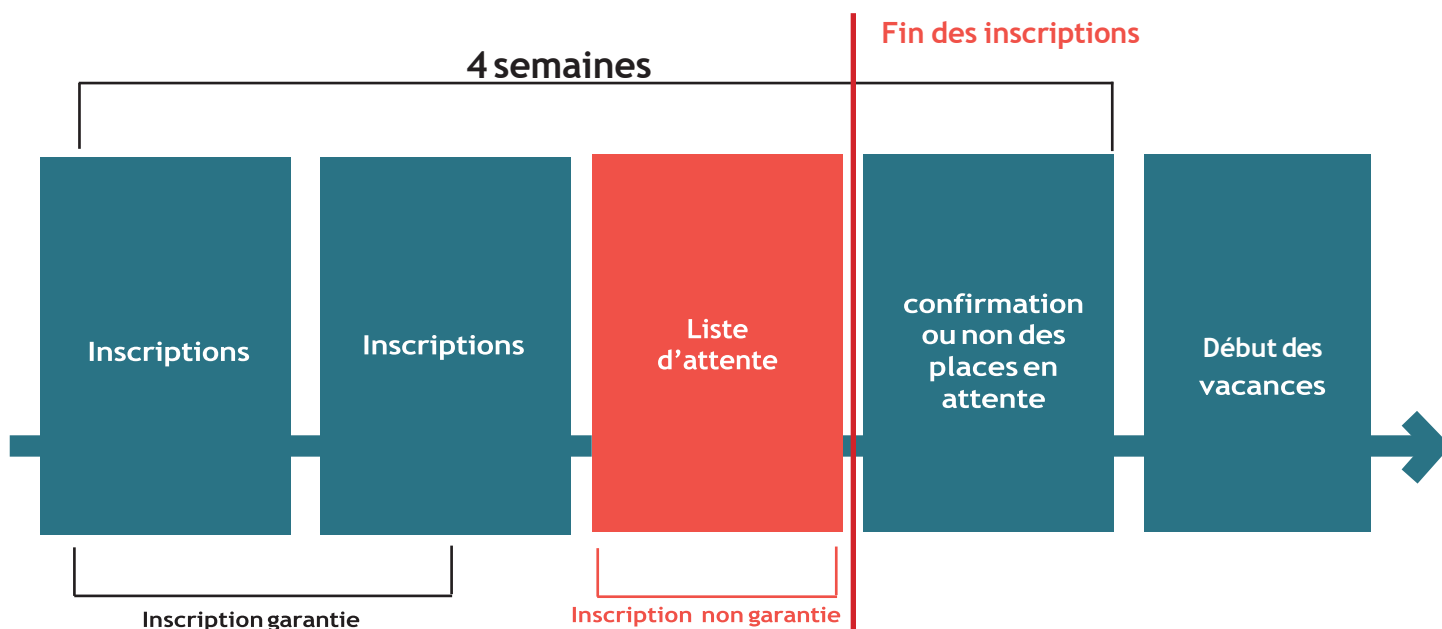 Fin des inscriptions
4 semaines
Inscriptions
Inscriptions
Liste
d’attente
confirmation
ou non des
places en
attente
Début des
vacances
Inscription garantie
Inscription non garantie